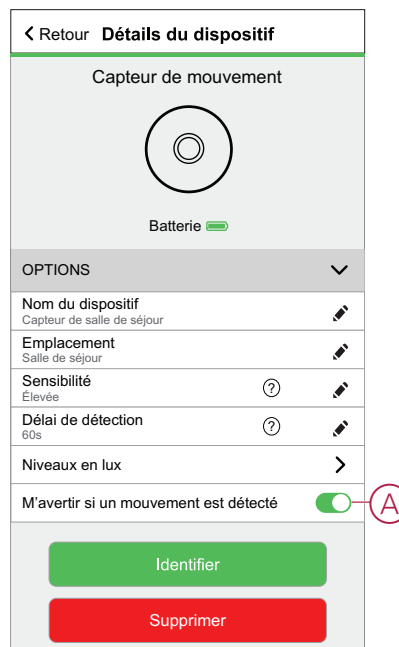 Retour Détails du dispositif
Capteur de mouvement
Batterie
OPTIONS
Nom du dispositif
Capteur de salle de séjour
Emplacement
Salle de séjour
Sensibilité
Élevée
?
Délai de détection
60s
?
Niveaux en lux
M’avertir si un mouvement est détecté
A
Identifier
Supprimer